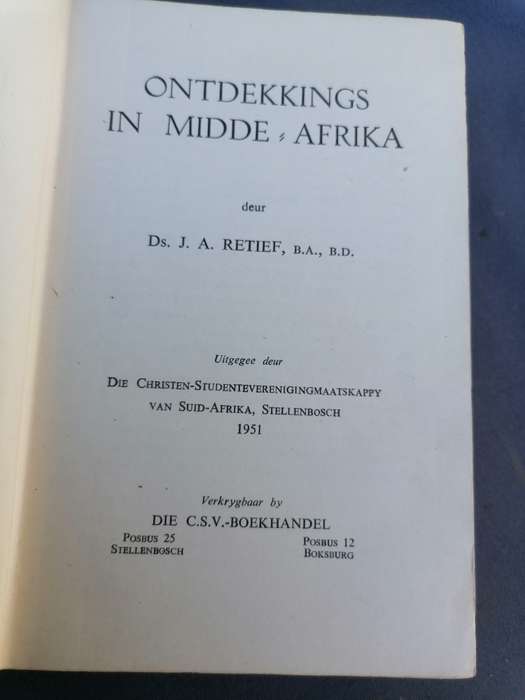 ONTDEKKINGS
IN MIDDE-AFRIKA
deur
Ds. J. A. RETIEF, B.A., B.D.
Uitgegee deur
DIE CHRISTEN-STUDENTEVERENIGINGMAATSKAPPY
VAN SUID-AFRIKA, STELLENBOSCH
1951
Verkrygbaar by
DIE C.S.V.-BOEKHANDEL
POSBUS 25 POSBUS 12
STELLENBOSCH BOKSBURG